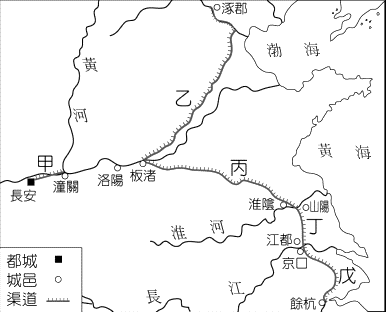 涿郡
渤海
黃河
乙
黃海
甲
長安
潼關
洛陽
板渚
丙
淮陰
山陽
丁
淮河
江都
京口
戊
長江
餘杭
都城
城邑
渠道